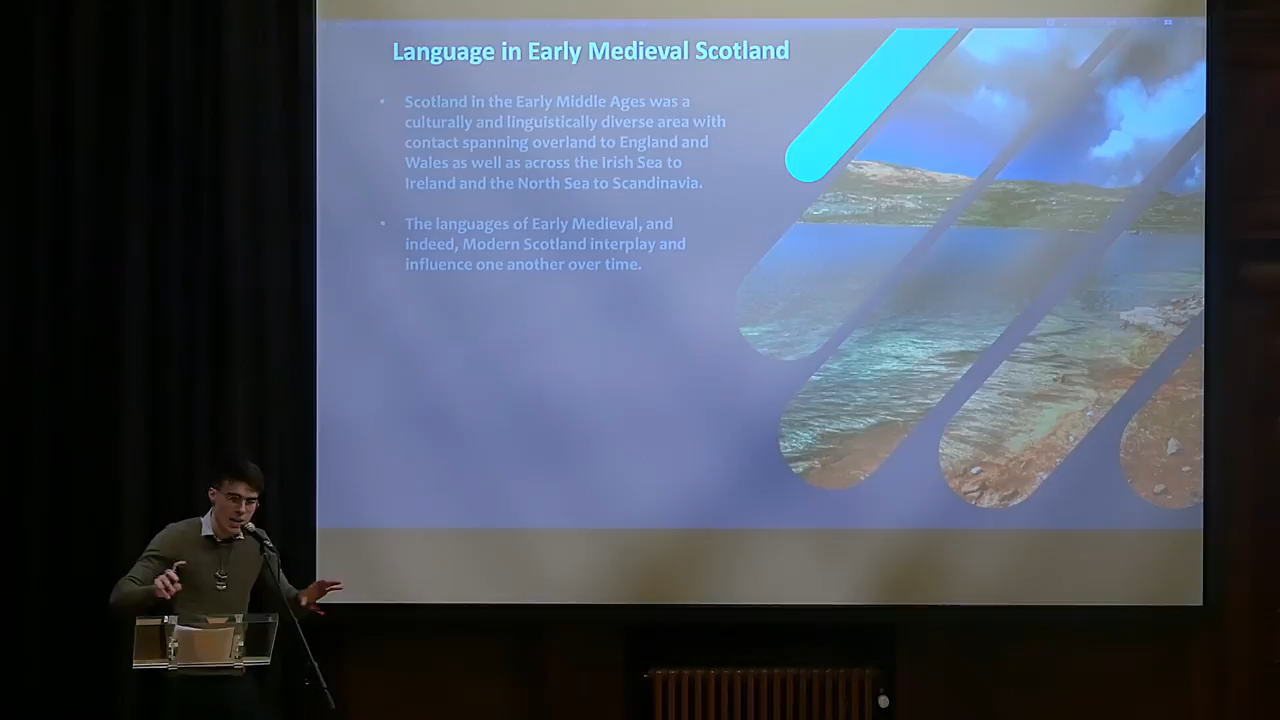 Language in Early Medieval Scotland
• Scotland in the Early Middle Ages was a
culturally and linguistically diverse area with
contact spanning overland to England and
Wales as well as across the Irish Sea to
Ireland and the North Sea to Scandinavia.
• The languages of Early Medieval, and
indeed, Modern Scotland interplay and
influence one another over time.